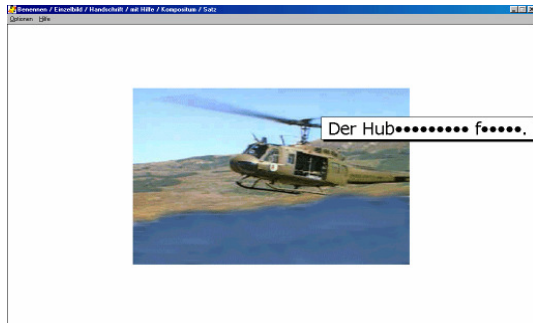 Benennen / Einzelbild / Handschrift / mit Hilfe / Kompositum / Satz
Optionen Hilfe
Der Hub●●●●●●●●● f●●●●●.